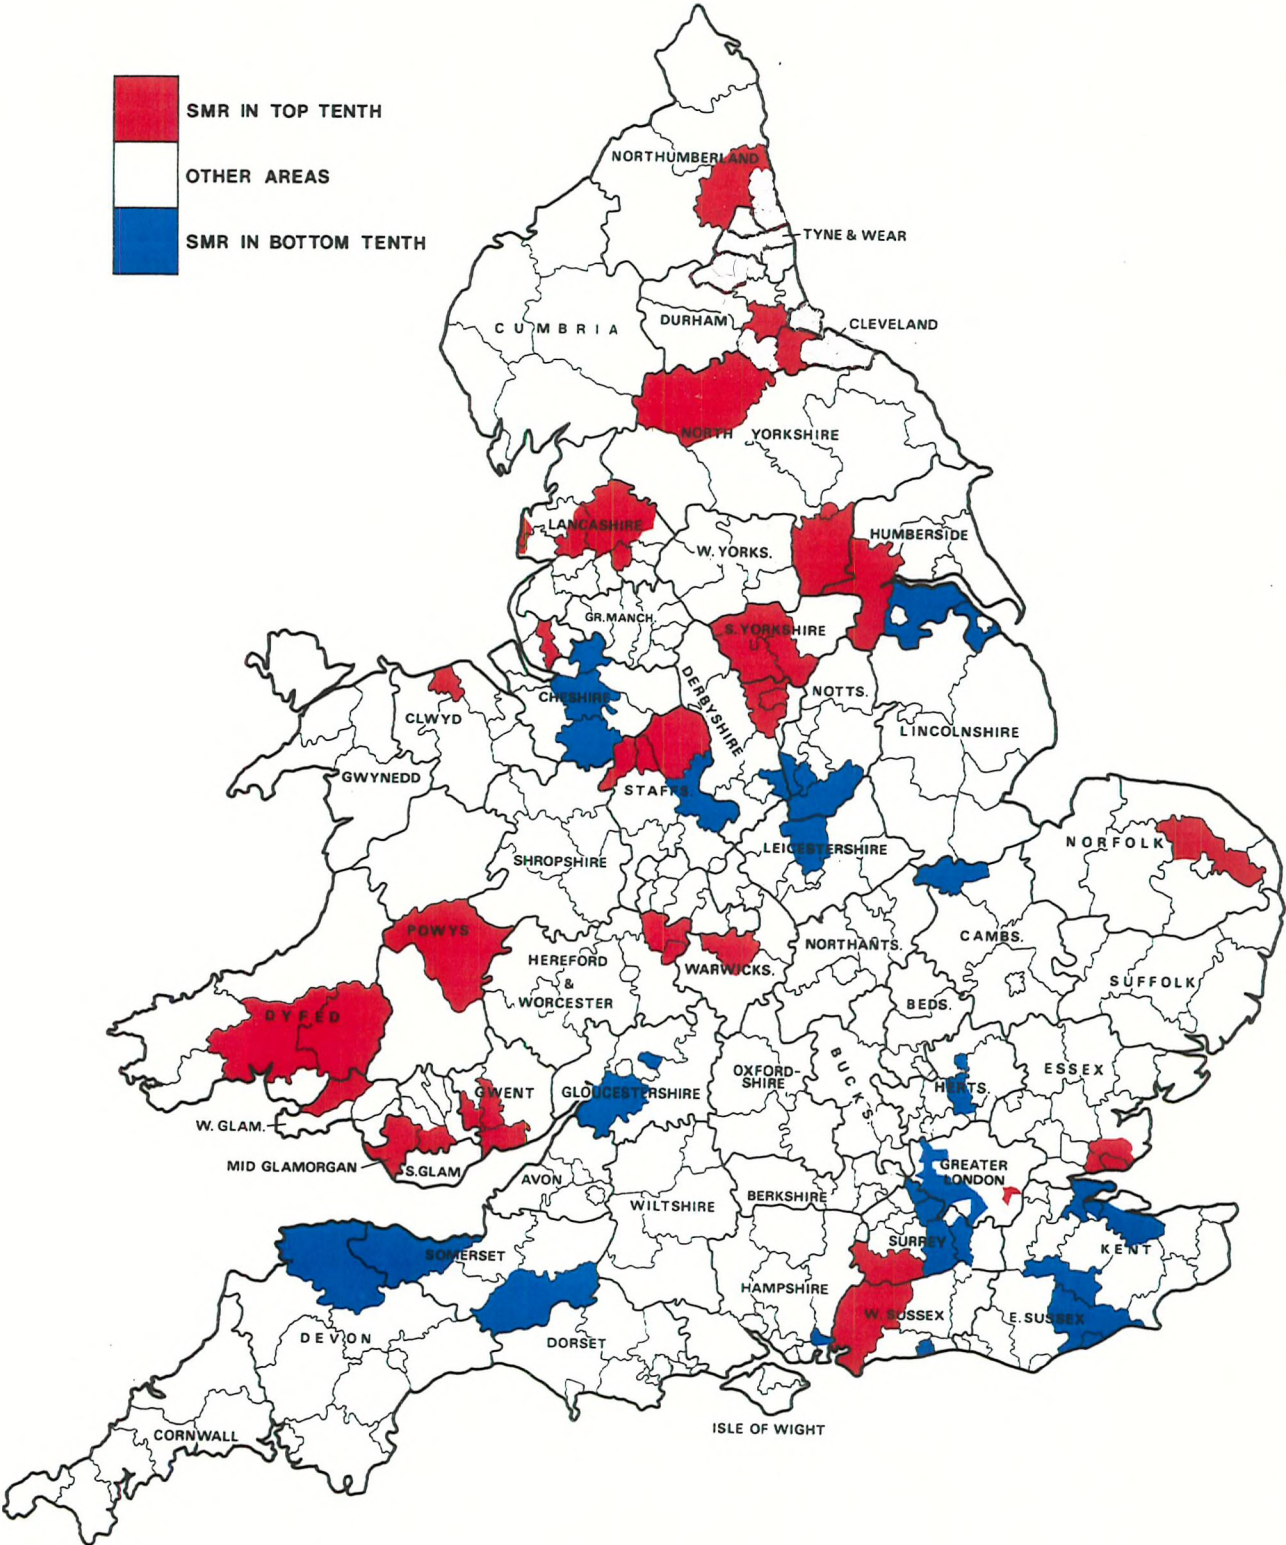 SMR IN TOP TENTH
OTHER AREAS
SMR IN BOTTOM TENTH
NORTHUMBERLAND
TYNE & WEAR
CUMBRIA
DURHAM
CLEVELAND
NORTH YORKSHIRE
LANCASHIRE
W. YORKS.
HUMBERSIDE
GR. MANCH.
S. YORKSHIRE
CHESHIRE
DERBYSHIRE
NOTTS.
CLWYD
LINCOLNSHIRE
GWYNEDD
STAFFS.
NORFOLK
SHROPSHIRE
LEICESTERSHIRE
POWYS
NORTHANTS.
CAMBS.
HEREFORD
&
WORCESTER
WARWICKS.
SUFFOLK
DYFED
BEDS.
OXFORD-
SHIRE
BUCKS
ESSEX
HERTS.
GWENT
GLOUCESTERSHIRE
W. GLAM.
MID GLAMORGAN
S. GLAM
AVON
GREATER
LONDON
WILTSHIRE
BERKSHIRE
SURREY
KENT
SOMERSET
HAMPSHIRE
W. SUSSEX
E. SUSSEX
DEVON
DORSET
ISLE OF WIGHT
CORNWALL